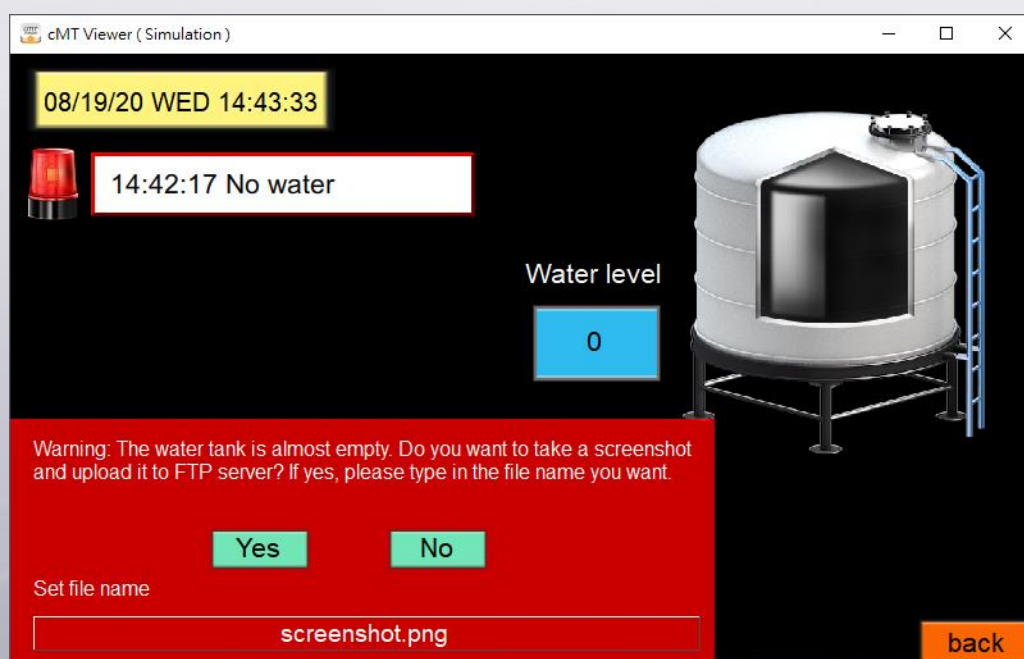 cMT Viewer ( Simulation )
08/19/20 WED 14:43:33
14:42:17 No water
Water level
0
Warning: The water tank is almost empty. Do you want to take a screenshot
and upload it to FTP server? If yes, please type in the file name you want.
Yes No
Set file name
screenshot.png
back